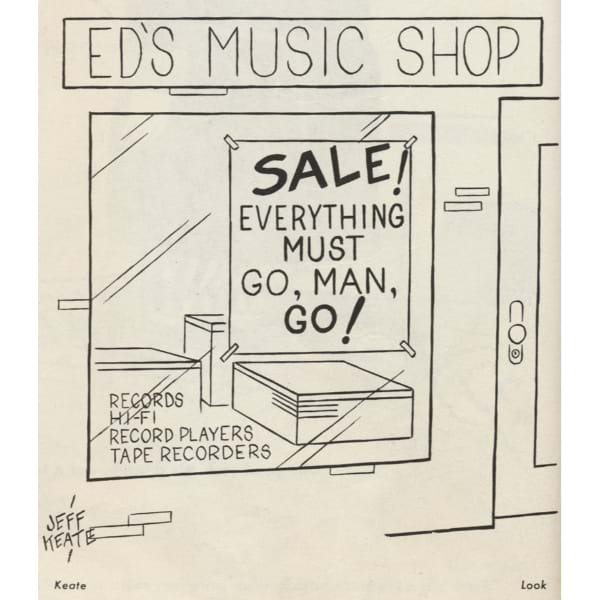 ED'S MUSIC SHOP
SALE!
EVERYTHING
MUST
GO, MAN,
GO!
RECORDS
HI-FI
RECORD PLAYERS
TAPE RECORDERS
JEFF
KEATE
Keate
Look